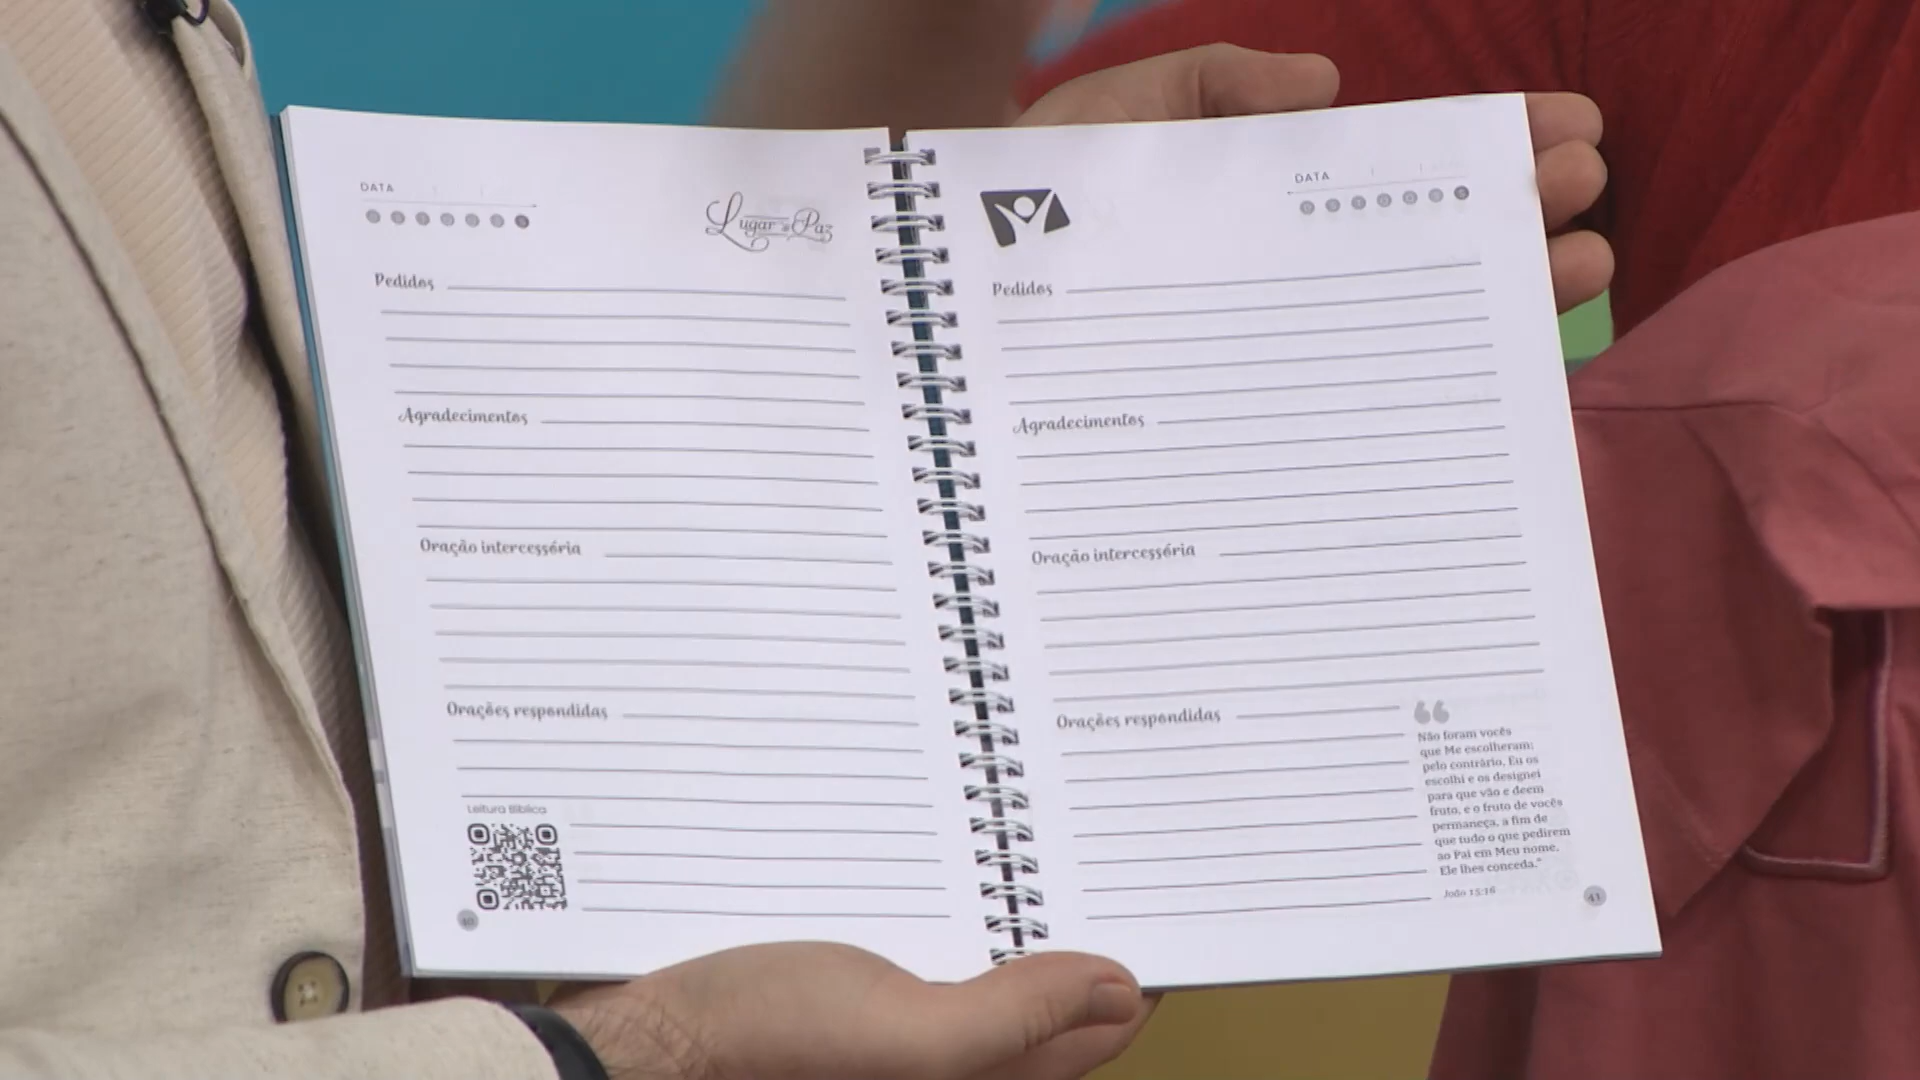 DATA
Lugar de Paz
Pedidos
Agradecimentos
Oração intercessória
Orações respondidas
Leitura Bíblica
40
DATA
D S T Q Q S S
Pedidos
Agradecimentos
Oração intercessória
Orações respondidas
Não foram vocês
que Me escolheram;
pelo contrário, Eu os
escolhi e os designei
para que vão e deem
fruto, e o fruto de vocês
permaneça, a fim de
que tudo o que pedirem
ao Pai em Meu nome,
Ele lhes conceda."
João 15:16
41